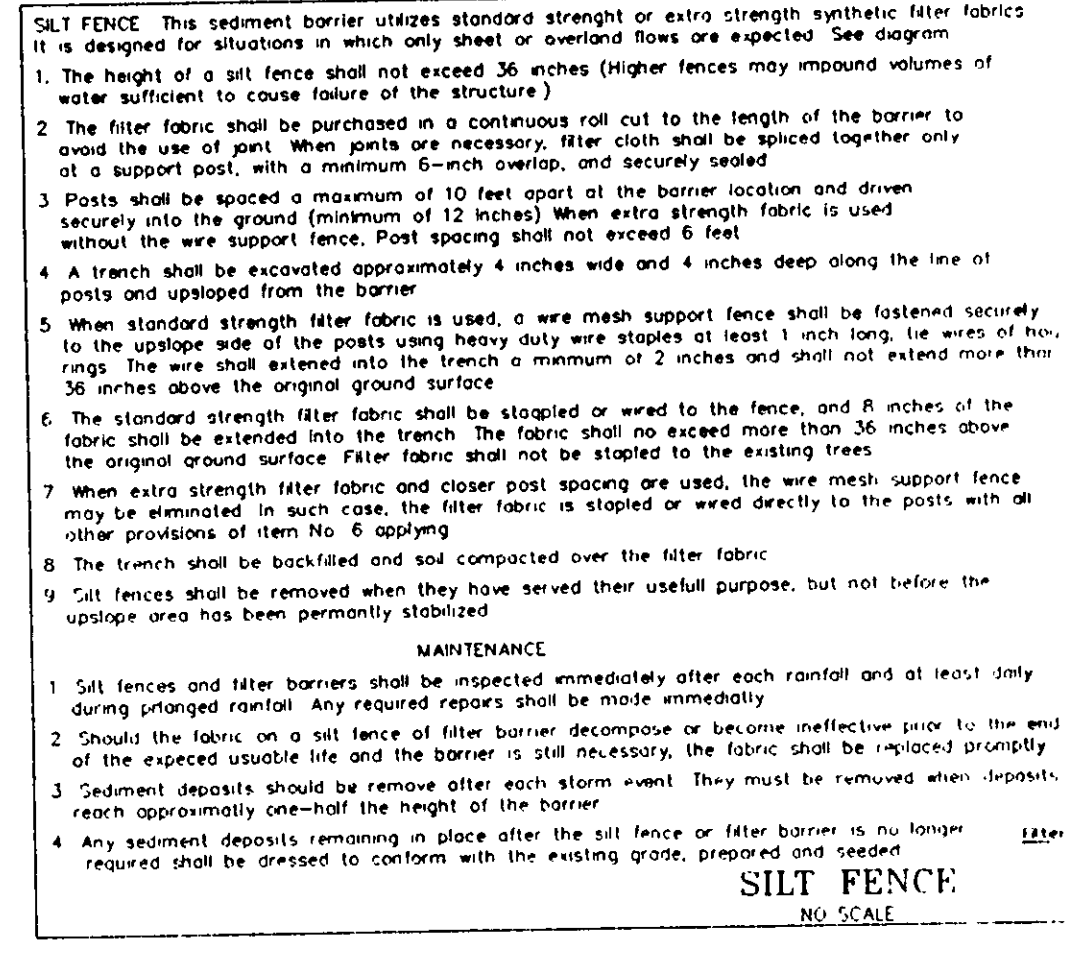 SILT FENCE This sediment barrier utilizes standard strenght or extra strength synthetic filter fabrics
It is designed for situations in which only sheet or overland flows are expected See diagram
1. The height of a silt fence shall not exceed 36 inches (Higher fences may impound volumes of
water sufficient to cause failure of the structure)
2 The filter fabric shall be purchased in a continuous roll cut to the length of the barrier to
avoid the use of joint When joints are necessary, filter cloth shall be spliced together only
at a support post, with a minimum 6-inch overlap, and securely sealed
3 Posts shall be spaced a maximum of 10 feet apart at the barrier location and driven
securely into the ground (minimum of 12 inches) When extra strength fabric is used
without the wire support fence, Post spacing shall not exceed 6 feet
4 A trench shall be excavated approximately 4 inches wide and 4 inches deep along the line of
posts and upsloped from the barrier
5 When standard strength filter fabric is used, a wire mesh support fence shall be fastened securely
to the upslope side of the posts using heavy duty wire staples at least 1 inch long, tie wires of
rings The wire shall extened into the trench a minmum of 2 inches and shall not extend more than
36 inches above the original ground surface
6 The standard strength filter fabric shall be staqpled or wired to the fence, and 8 inches of the
fabric shall be extended into the trench The fabric shall no exceed more than 36 inches above
the original ground surface Filter fabric shall not be stapled to the existing trees
7 When extra strength filter fabric and closer post spacing are used, the wire mesh support fence
may be eliminated In such case, the filter fabric is stapled or wired directly to the posts with all
other provisions of item No 6 applying
8 The trench shall be backfilled and soil compacted over the filter fabric
9 Silt fences shall be removed when they have served their usefull purpose, but not before the
upslope area has been permantly stabilized
MAINTENANCE
1 Silt fences and filter barriers shall be inspected immediately after each rainfall and at least daily
during prlonged rainfall Any required repairs shall be made immediatly
2 Should the fabric on a silt fence of filter barrier decompose or become ineffective prior to the end
of the expeced usuable life and the barrier is still necessary, the fabric shall be replaced promptly
3 Sediment deposits should be remove after each storm event They must be removed when deposits
reach approximatly one-half the height of the barrier
4 Any sediment deposits remaining in place after the silt fence or filter barrier is no longer
required shall be dressed to conform with the existing grade, prepared and seeded
Filter
SILT FENCE
NO SCALE